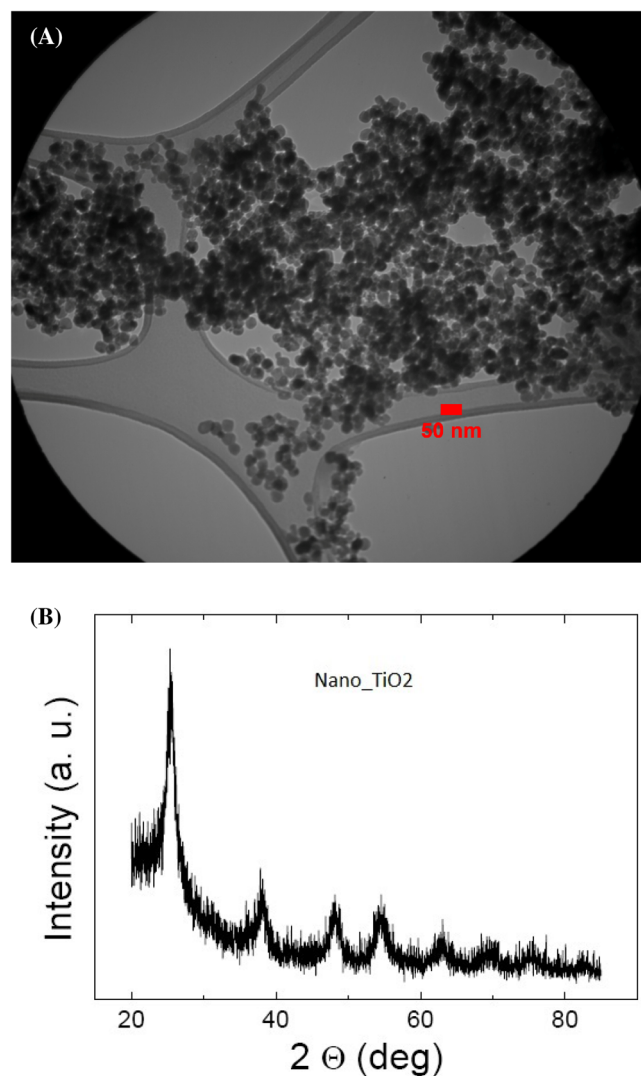 (A)
50 nm
(B)
Nano_TiO2
Intensity (a. u.)
20 40 60 80
2 Θ (deg)